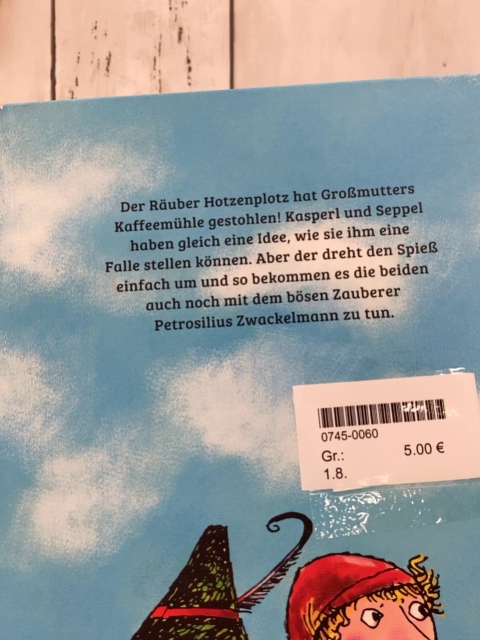 Der Räuber Hotzenplotz hat Großmutters
Kaffeemühle gestohlen! Kasperl und Seppel
haben gleich eine Idee, wie sie ihm eine
Falle stellen können. Aber der dreht den Spieß
einfach um und so bekommen es die beiden
auch noch mit dem bösen Zauberer
Petrosilius Zwackelmann zu tun.
0745-0060
Gr.: 5.00 €
1.8.